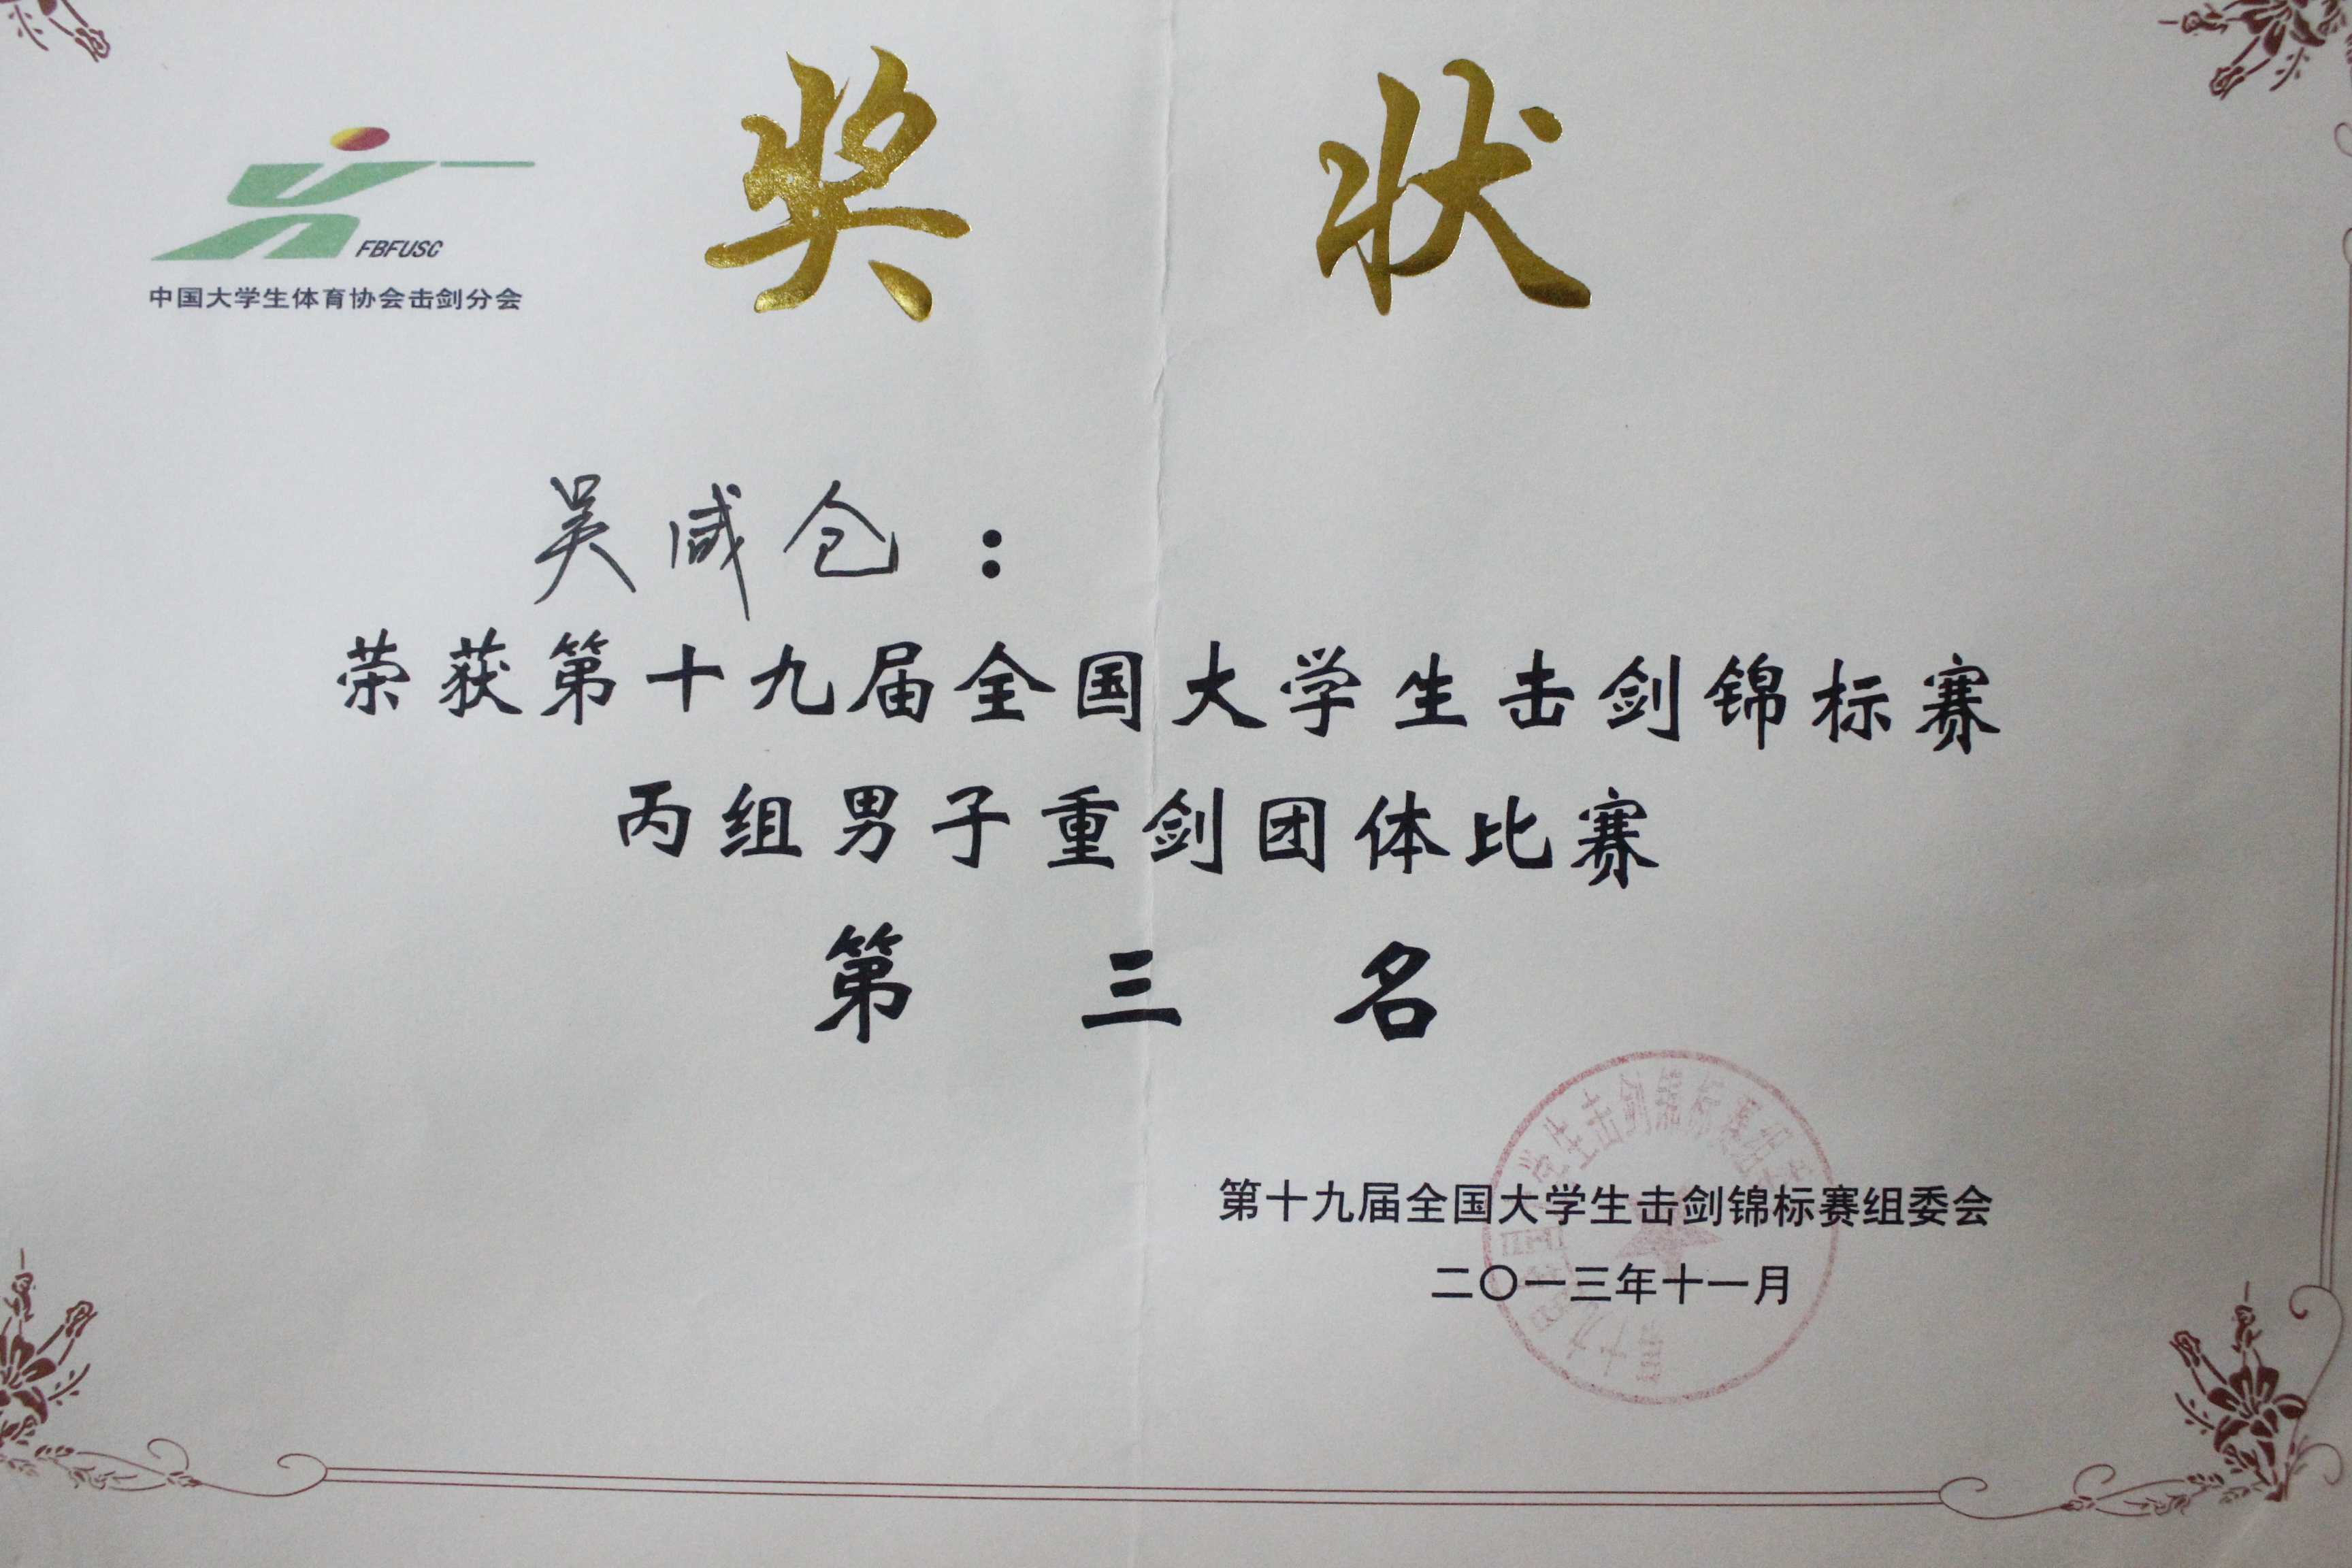 奖状
FBFUSC
中国大学生体育协会击剑分会
吴咸仓：
荣获第十九届全国大学生击剑锦标赛
丙组男子重剑团体比赛
第三名
第十九届全国大学生击剑锦标赛组委会
二〇一三年十一月